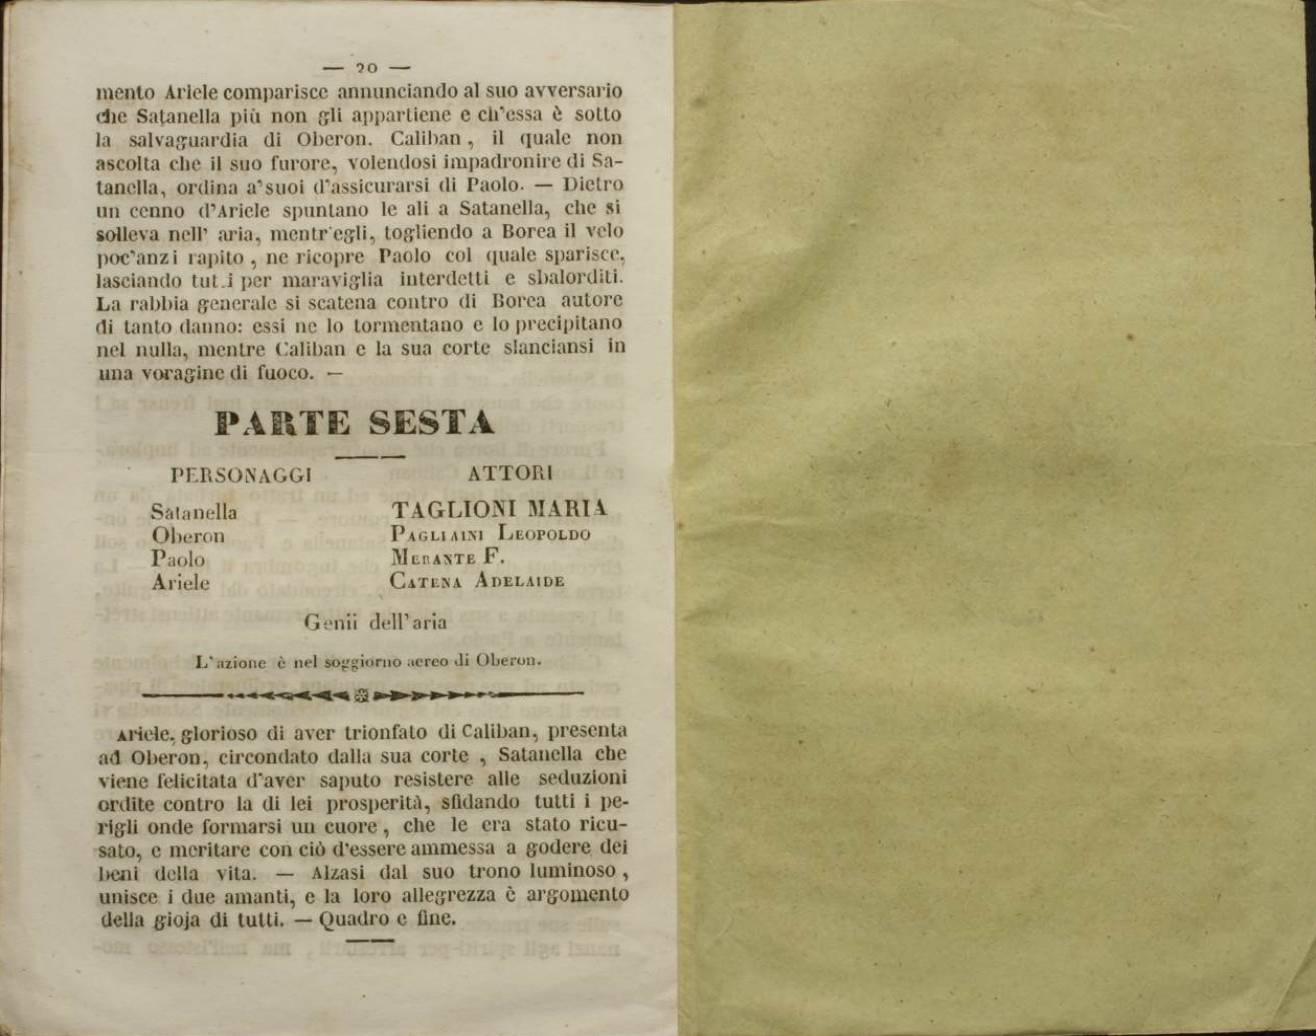 — 20 —
mento Ariele comparisce annunciando al suo avversario
che Satanella più non gli appartiene e ch'essa è sotto
la salvaguardia di Oberon. Caliban, il quale non
ascolta che il suo furore, volendosi impadronire di Sa-
tanella, ordina a'suoi d'assicurarsi di Paolo. — Dietro
un cenno d'Ariele spuntano le ali a Satanella, che si
solleva nell' aria, mentr'egli, togliendo a Borea il velo
poc'anzi rapito, ne ricopre Paolo col quale sparisce,
lasciando tutti per maraviglia interdetti e sbalorditi.
La rabbia generale si scatena contro di Borea autore
di tanto danno: essi ne lo tormentano e lo precipitano
nel nulla, mentre Caliban e la sua corte slanciansi in
una voragine di fuoco. —
PARTE SESTA
PERSONAGGI ATTORI
Satanella TAGLIONI MARIA
Oberon PAGLIAINI LEOPOLDO
Paolo MERANTE F.
Ariele CATENA ADELAIDE
Genii dell'aria
L'azione è nel soggiorno aereo di Oberon.
Ariele, glorioso di aver trionfato di Caliban, presenta
ad Oberon, circondato dalla sua corte, Satanella che
viene felicitata d'aver saputo resistere alle seduzioni
ordite contro la di lei prosperità, sfidando tutti i pe-
rigli onde formarsi un cuore, che le era stato ricu-
sato, e meritare con ciò d'essere ammessa a godere dei
beni della vita. — Alzasi dal suo trono luminoso,
unisce i due amanti, e la loro allegrezza è argomento
della gioja di tutti. — Quadro e fine.